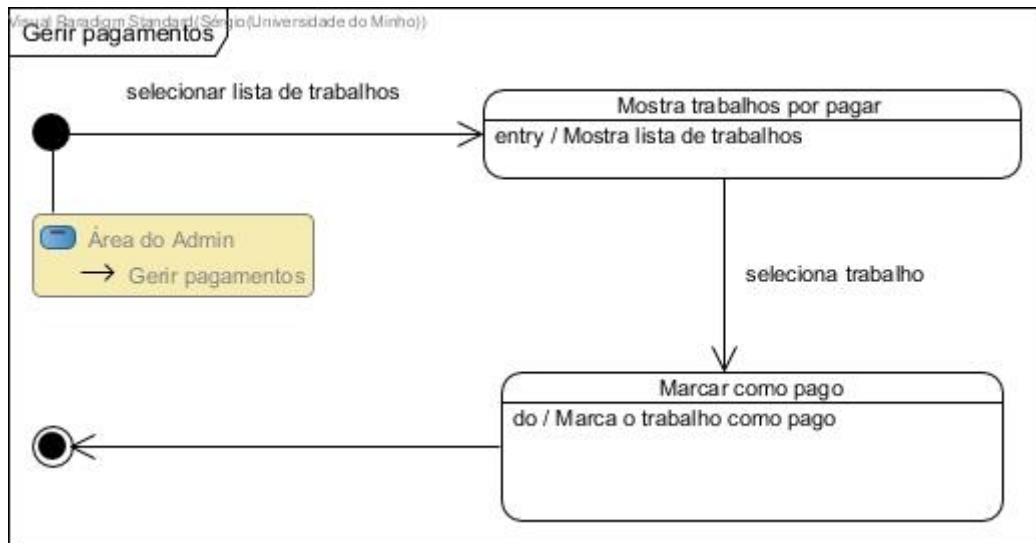 Visual Paradigm Standard(Sérgio(Universidade do Minho))
Gerir pagamentos
selecionar lista de trabalhos
Mostra trabalhos por pagar
entry / Mostra lista de trabalhos
Área do Admin
Gerir pagamentos
seleciona trabalho
Marcar como pago
do / Marca o trabalho como pago